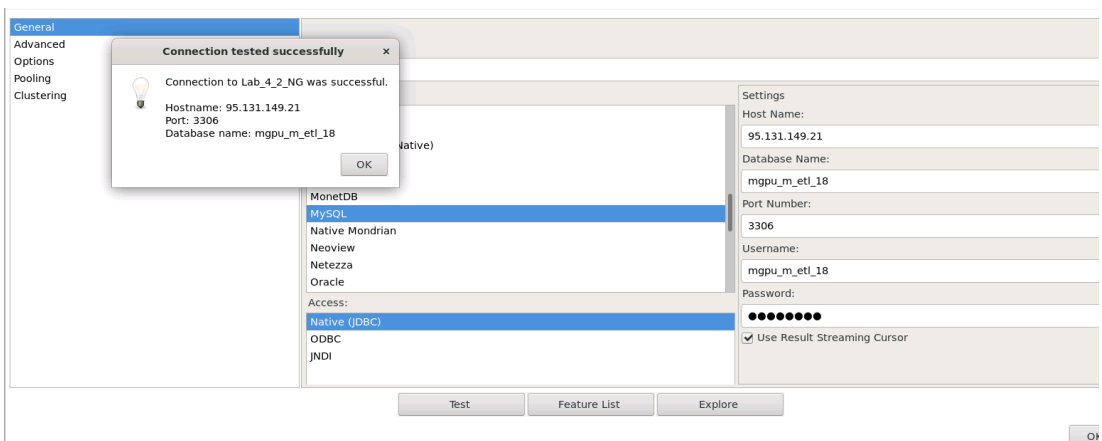 General
Advanced
Options
Pooling
Clustering
Connection tested successfully
Connection to Lab_4_2_NG was successful.
Hostname: 95.131.149.21
Port: 3306
Database name: mgpu_m_etl_18
OK
Native)
MonetDB
MySQL
Native Mondrian
Neoview
Netezza
Oracle
Access:
Native (JDBC)
ODBC
JNDI
Settings
Host Name:
95.131.149.21
Database Name:
mgpu_m_etl_18
Port Number:
3306
Username:
mgpu_m_etl_18
Password:
●●●●●●●●
Use Result Streaming Cursor
Test
Feature List
Explore
OK